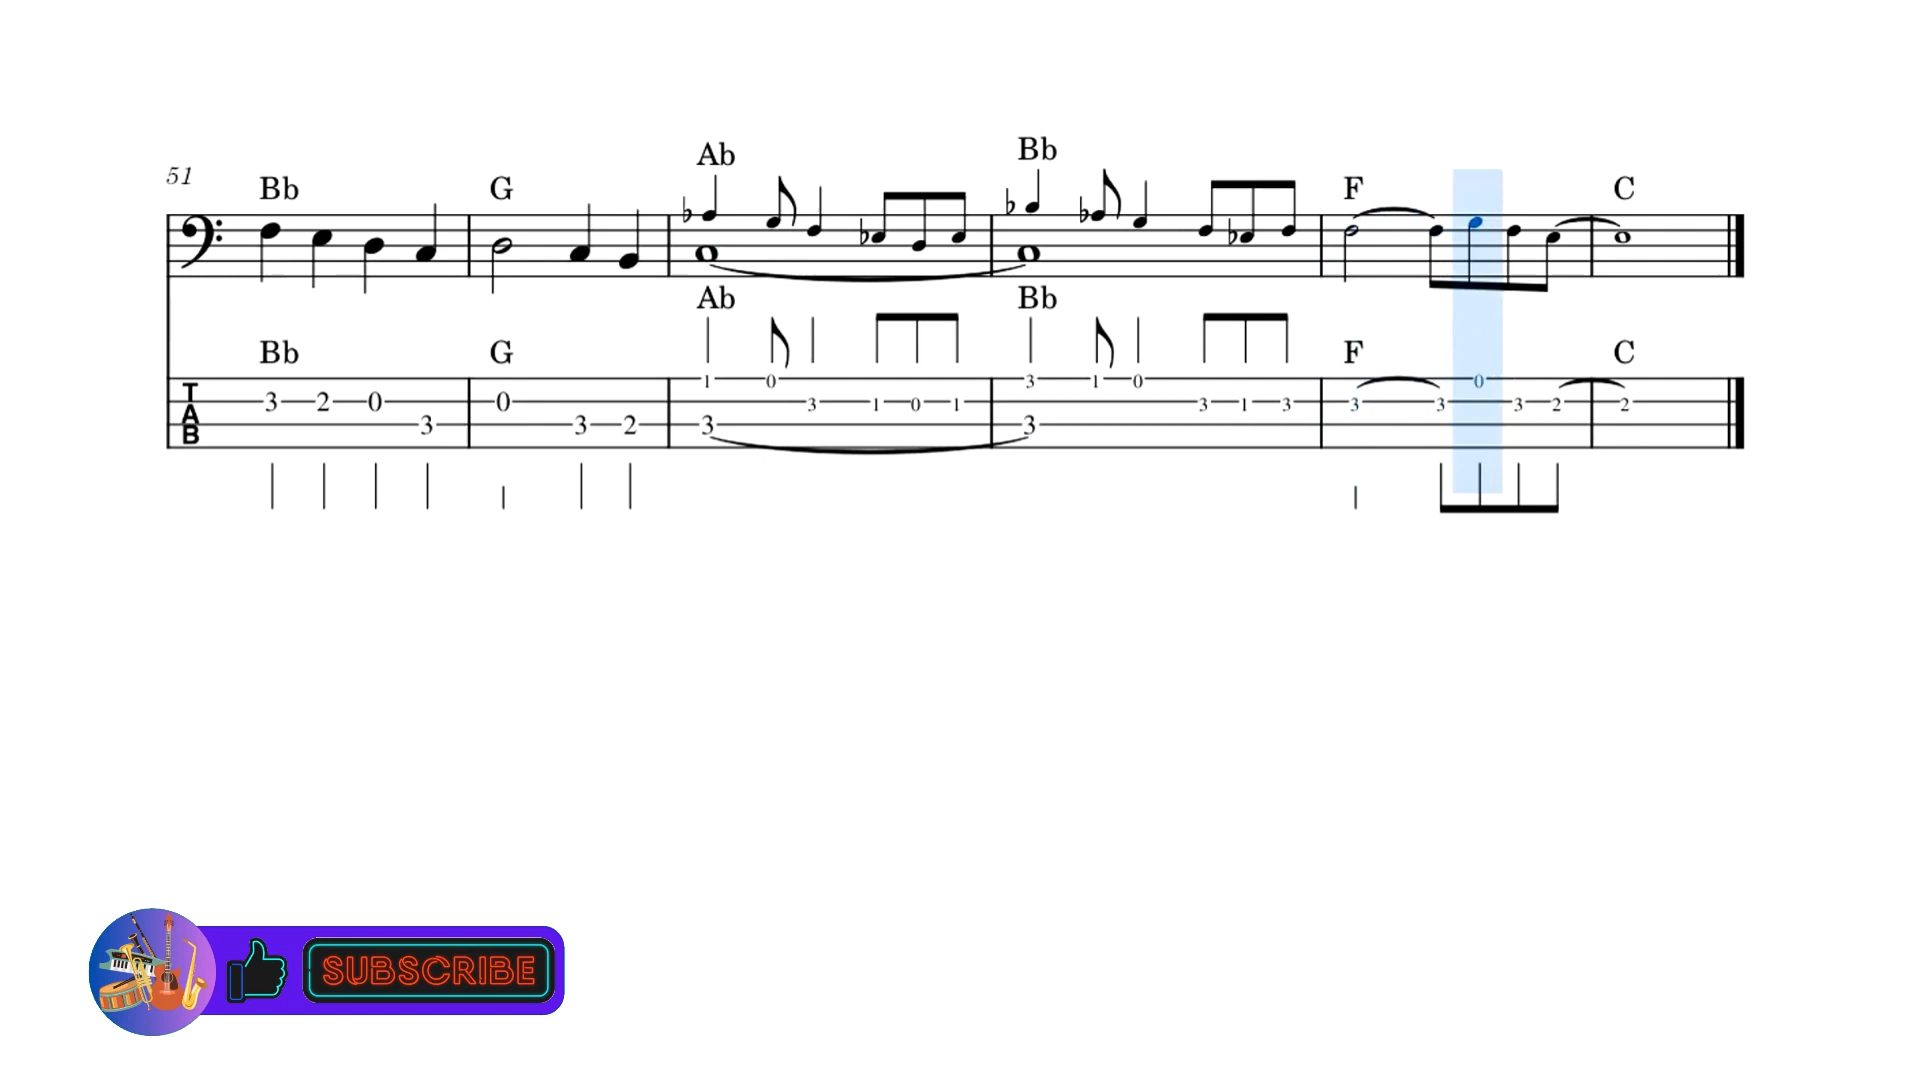 51
Bb G Ab Bb F C
Ab Bb
Bb G F C
TAB
1 0 3 1 0 0
3 2 0 0 3 1 0 1 3 1 3 3 3 3 2 2
3 3 2 3 3
SUBSCRIBE